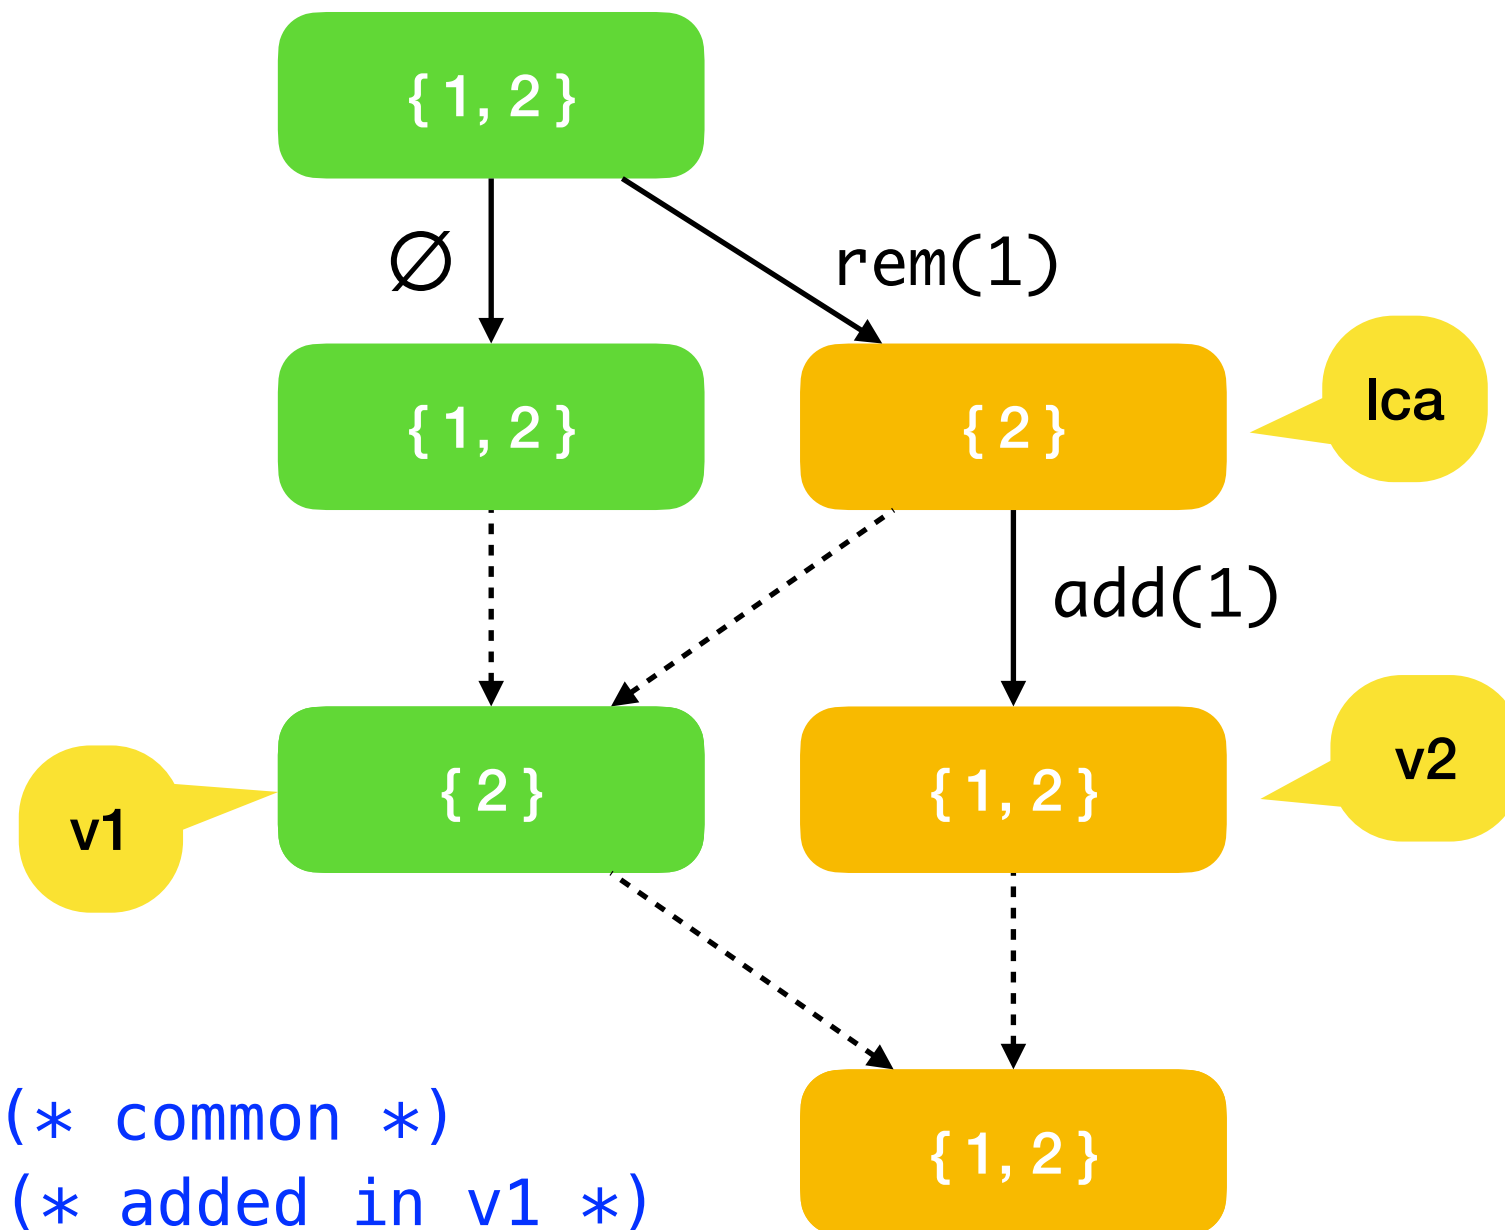 { 1, 2 }
∅
rem(1)
{ 1, 2 }
{ 2 }
lca
add(1)
v1
{ 2 }
{ 1, 2 }
v2
(* common *)
(* added in v1 *)
{ 1, 2 }